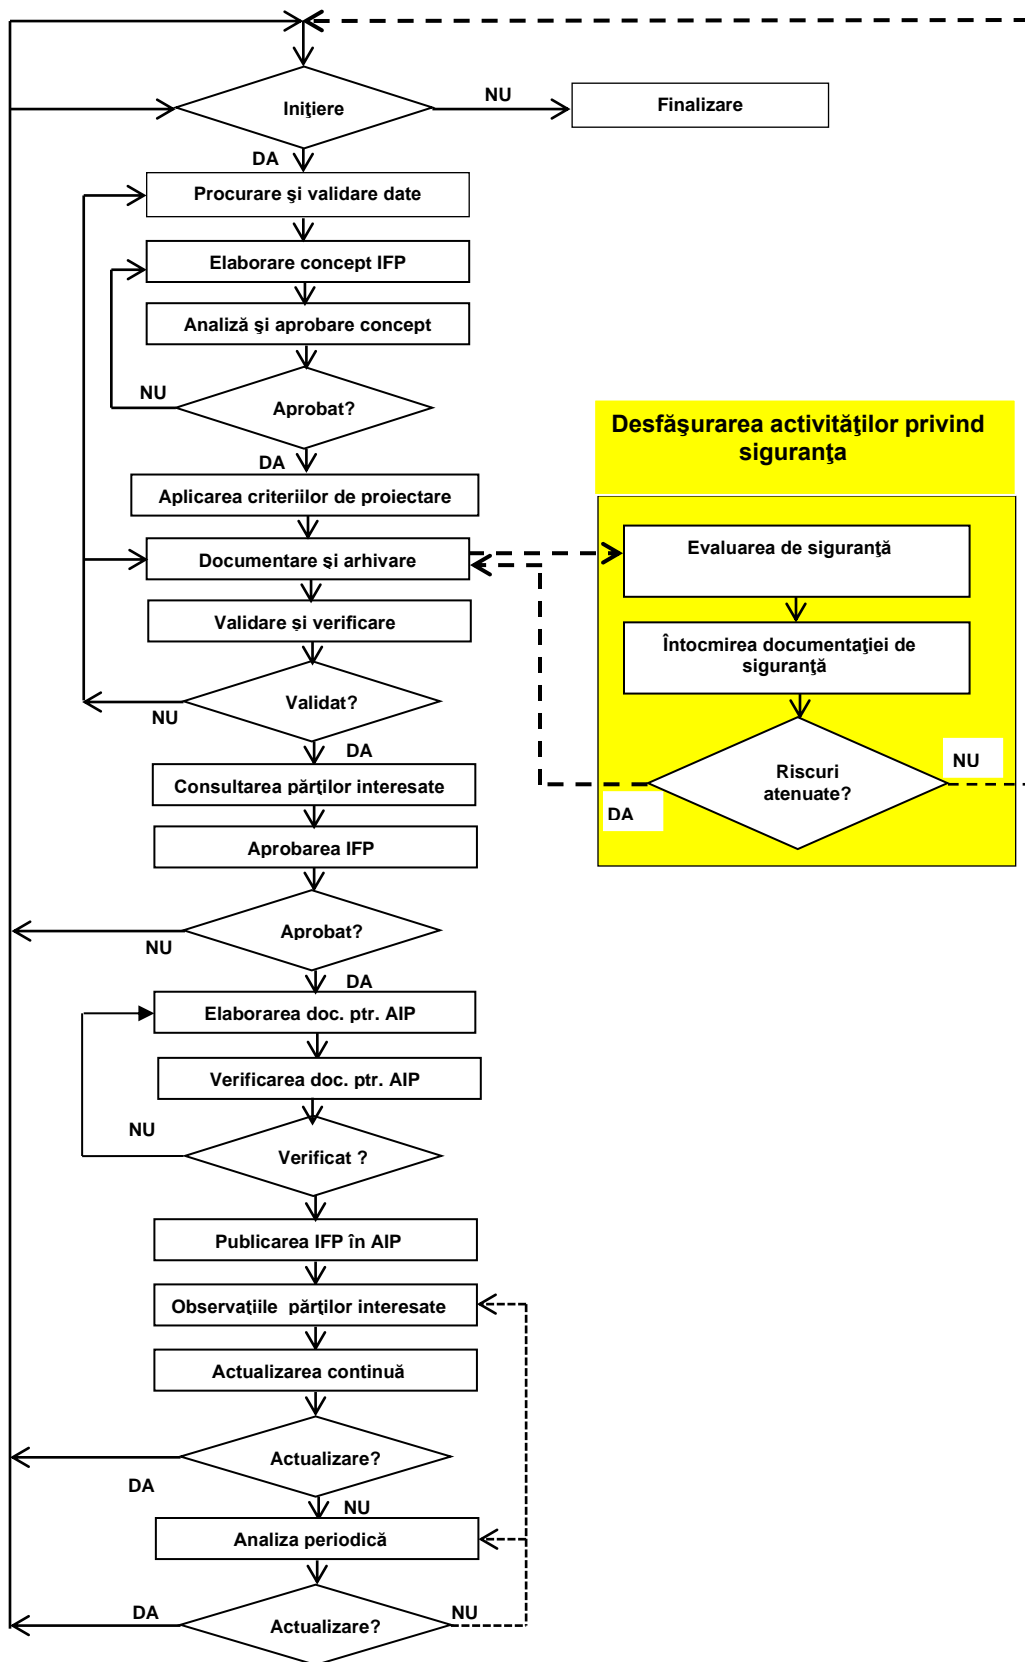 Iniţiere
NU
Finalizare
DA
Procurare şi validare date
Elaborare concept IFP
Analiză şi aprobare concept
NU
Aprobat?
DA
Aplicarea criteriilor de proiectare
Documentare şi arhivare
Validare și verificare
NU
Validat?
DA
Consultarea părţilor interesate
Aprobarea IFP
Aprobat?
NU
DA
Elaborarea doc. ptr. AIP
Verificarea doc. ptr. AIP
NU
Verificat ?
Publicarea IFP în AIP
Observaţiile părţilor interesate
Actualizarea continuă
Actualizare?
DA
NU
Analiza periodică
DA
Actualizare?
NU
Desfăşurarea activităţilor privind
siguranţa
Evaluarea de siguranţă
Întocmirea documentaţiei de
siguranţă
NU
Riscuri
atenuate?
DA